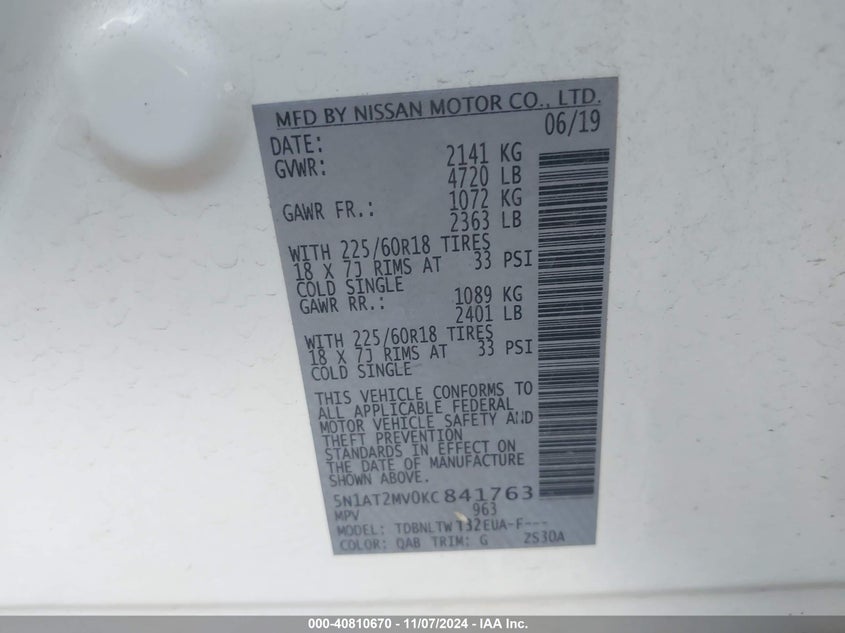 MFD BY NISSAN MOTOR CO., LTD.
DATE: 06/19
GVWR: 2141 KG
4720 LB
GAWR FR.: 1072 KG
2363 LB
WITH 225/60R18 TIRES
18 X 7J RIMS AT 33 PSI
COLD SINGLE
GAWR RR.: 1089 KG
2401 LB
WITH 225/60R18 TIRES
18 X 7J RIMS AT 33 PSI
COLD SINGLE
THIS VEHICLE CONFORMS TO
ALL APPLICABLE FEDERAL
MOTOR VEHICLE SAFETY AND
THEFT PREVENTION
STANDARDS IN EFFECT ON
THE DATE OF MANUFACTURE
SHOWN ABOVE.
5N1AT2MV0KC841763
MPV 963
MODEL: TDBNLTW T32EUA-F---
COLOR: QAB TRIM: G ZS30A
000-40810670 | 11/07/2024 - IAA Inc.